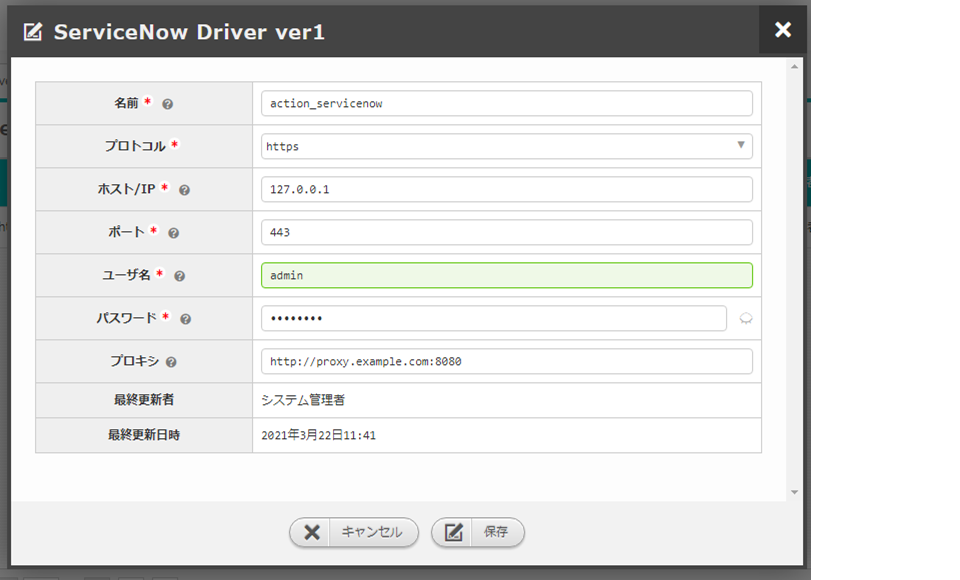 ServiceNow Driver ver1
名前 * action_servicenow
プロトコル * https
ホスト/IP * 127.0.0.1
ポート * 443
ユーザ名 * admin
パスワード * ••••••••
プロキシ http://proxy.example.com:8080
最終更新者 システム管理者
最終更新日時 2021年3月22日11:41
キャンセル 保存